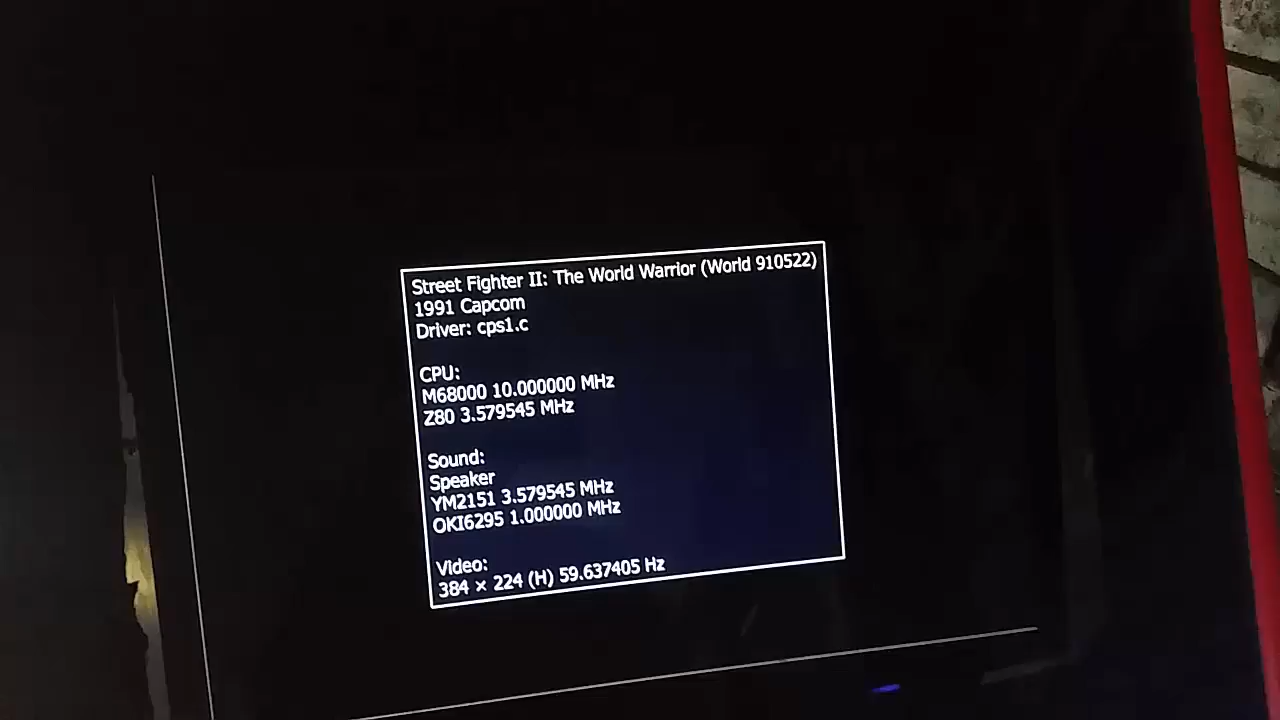 Street Fighter II: The World Warrior (World 910522)
1991 Capcom
Driver: cps1.c
CPU:
M68000 10.000000 MHz
Z80 3.579545 MHz
Sound:
Speaker
YM2151 3.579545 MHz
OKI6295 1.000000 MHz
Video:
384 × 224 (H) 59.637405 Hz